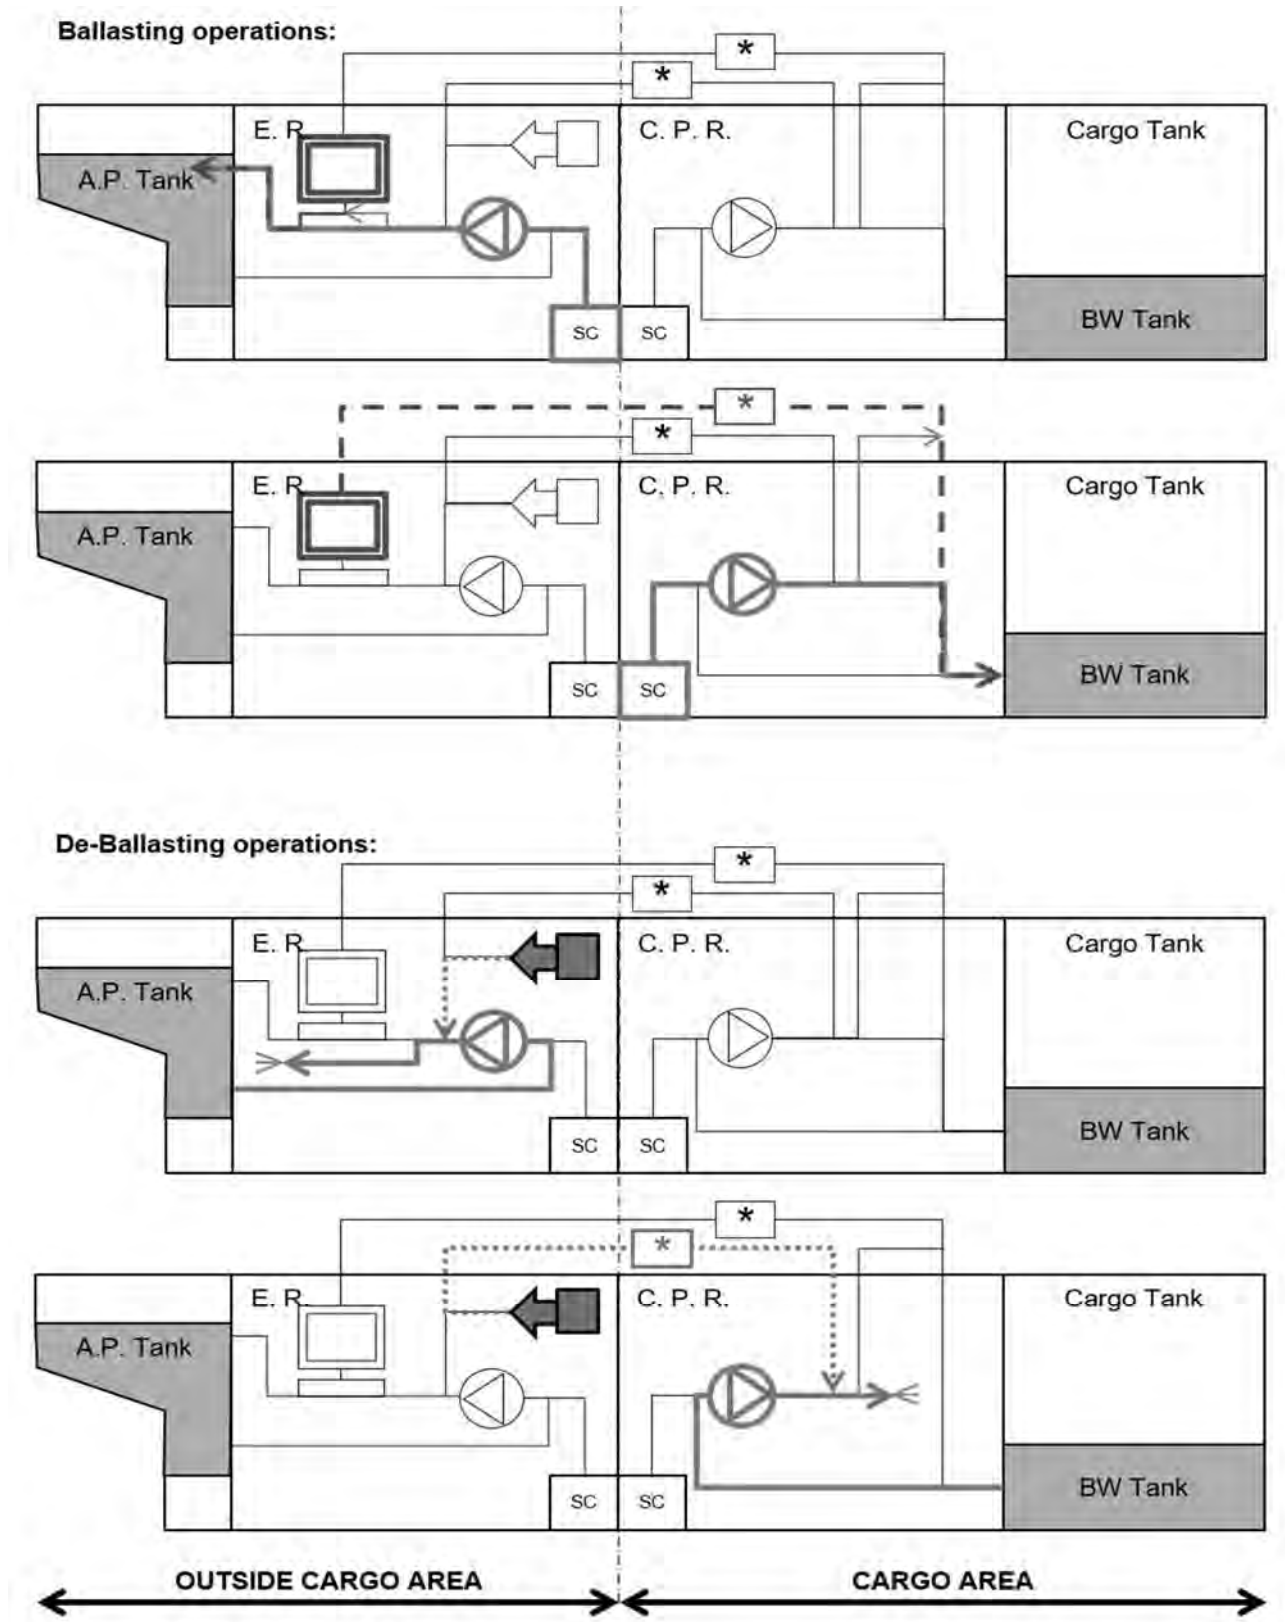 Ballasting operations:
*
*
E. R.
C. P. R.
Cargo Tank
A.P. Tank
SC
SC
BW Tank
*
*
E. R.
C. P. R.
Cargo Tank
A.P. Tank
SC
SC
BW Tank
De-Ballasting operations:
*
*
E. R.
C. P. R.
Cargo Tank
A.P. Tank
SC
SC
BW Tank
*
*
E. R.
C. P. R.
Cargo Tank
A.P. Tank
SC
SC
BW Tank
OUTSIDE CARGO AREA
CARGO AREA